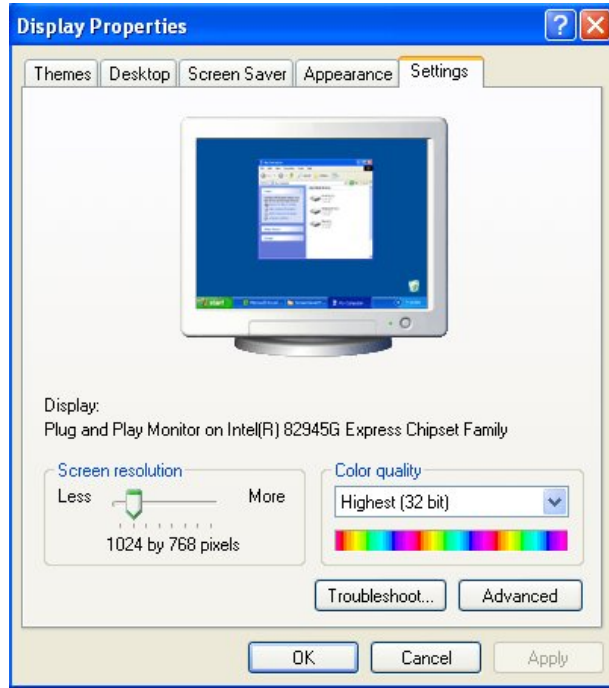 Display Properties
Themes Desktop Screen Saver Appearance Settings
start
Display:
Plug and Play Monitor on Intel(R) 82945G Express Chipset Family
Screen resolution
Less More
1024 by 768 pixels
Color quality
Highest (32 bit)
Troubleshoot... Advanced
OK Cancel Apply